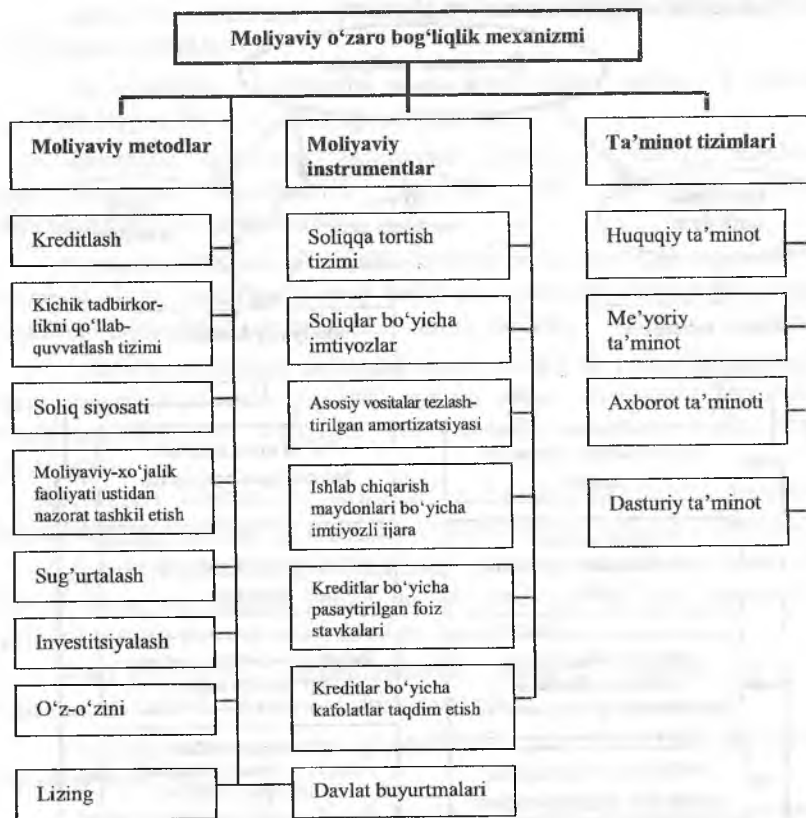 Moliyaviy o‘zaro bog‘liqlik mexanizmi
Moliyaviy metodlar
Kreditlash
Kichik tadbirkor-
likni qo‘llab-
quvvatlash tizimi
Soliq siyosati
Moliyaviy-xo‘jalik
faoliyati ustidan
nazorat tashkil etish
Sug’urtalash
Investitsiyalash
O‘z-o‘zini
Lizing
Moliyaviy
instrumentlar
Soliqqa tortish
tizimi
Soliqlar bo‘yicha
imtiyozlar
Asosiy vositalar tezlash-
tirilgan amortizatsiyasi
Ishlab chiqarish
maydonlari bo‘yicha
imtiyozli ijara
Kreditlar bo‘yicha
pasaytirilgan foiz
stavkalari
Kreditlar bo‘yicha
kafolatlar taqdim etish
Davlat buyurtmalari
Ta’minot tizimlari
Huquqiy ta’minot
Me’yoriy
ta’minot
Axborot ta’minoti
Dasturiy ta’minot